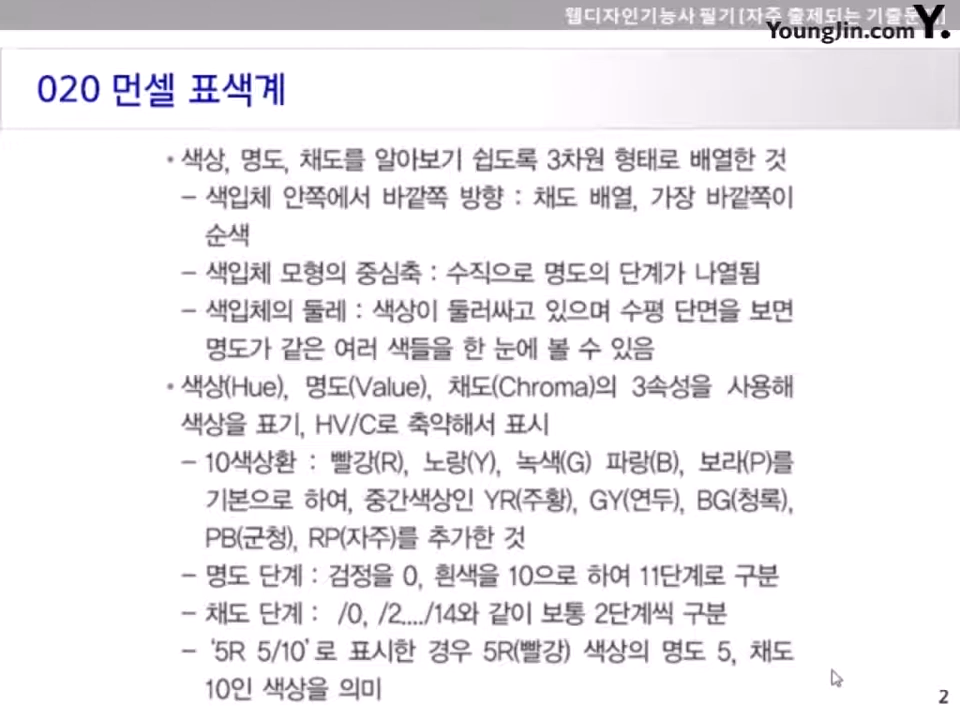 웹디자인기능사 필기 [자주 출제되는 기출문
YoungJin.com Y.
020 먼셀 표색계
• 색상, 명도, 채도를 알아보기 쉽도록 3차원 형태로 배열한 것
– 색입체 안쪽에서 바깥쪽 방향 : 채도 배열, 가장 바깥쪽이
순색
– 색입체 모형의 중심축 : 수직으로 명도의 단계가 나열됨
– 색입체의 둘레 : 색상이 둘러싸고 있으며 수평 단면을 보면
명도가 같은 여러 색들을 한 눈에 볼 수 있음
• 색상(Hue), 명도(Value), 채도(Chroma)의 3속성을 사용해
색상을 표기, HV/C로 축약해서 표시
– 10색상환 : 빨강(R), 노랑(Y), 녹색(G) 파랑(B), 보라(P)를
기본으로 하여, 중간색상인 YR(주황), GY(연두), BG(청록),
PB(군청), RP(자주)를 추가한 것
– 명도 단계 : 검정을 0, 흰색을 10으로 하여 11단계로 구분
– 채도 단계 : /0, /2..../14와 같이 보통 2단계씩 구분
– ‘5R 5/10’로 표시한 경우 5R(빨강) 색상의 명도 5, 채도
10인 색상을 의미
2